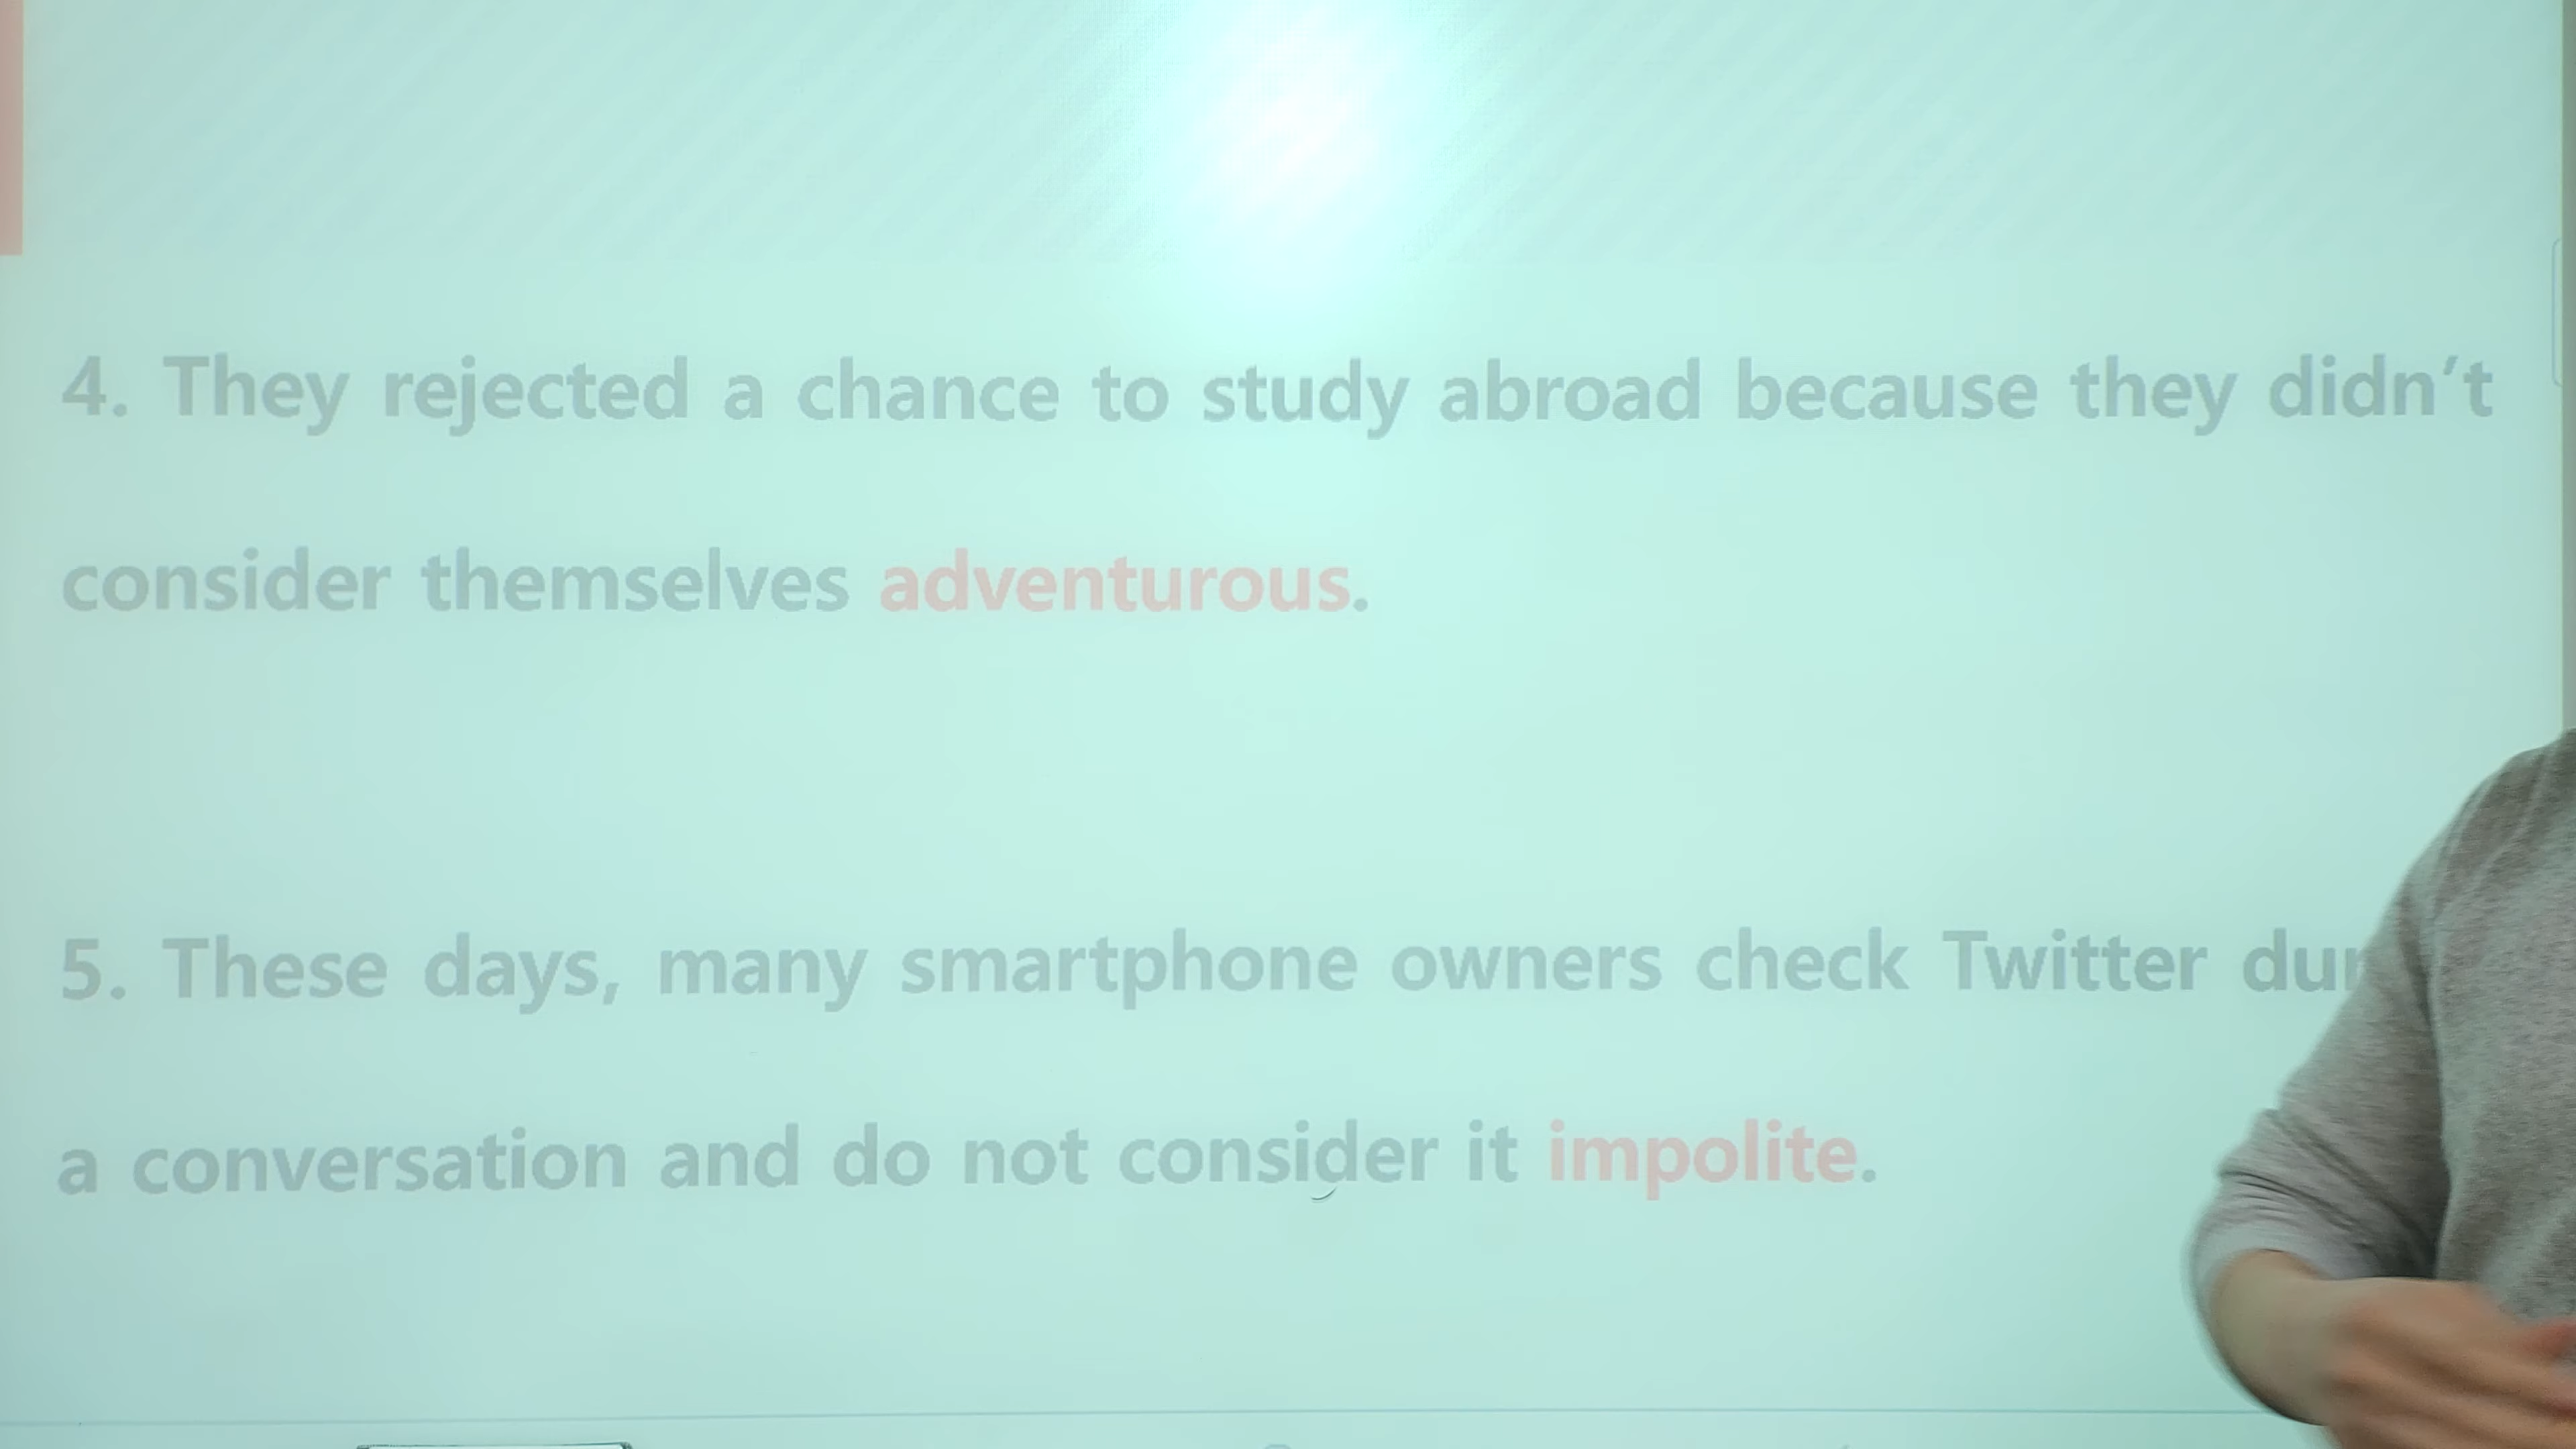 4. They rejected a chance to study abroad because they didn't
consider themselves adventurous.
5. These days, many smartphone owners check Twitter
a conversation and do not consider it impolite.